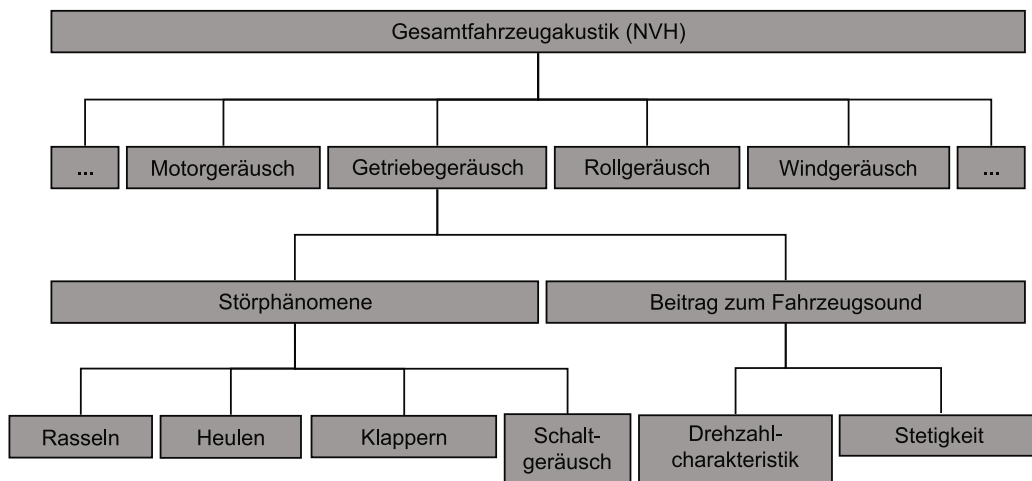 Gesamtfahrzeugakustik (NVH)
...
Motorgeräusch
Getriebegeräusch
Rollgeräusch
Windgeräusch
...
Störphänomene
Beitrag zum Fahrzeugsound
Rasseln
Heulen
Klappern
Schalt-
geräusch
Drehzahl-
charakteristik
Stetigkeit